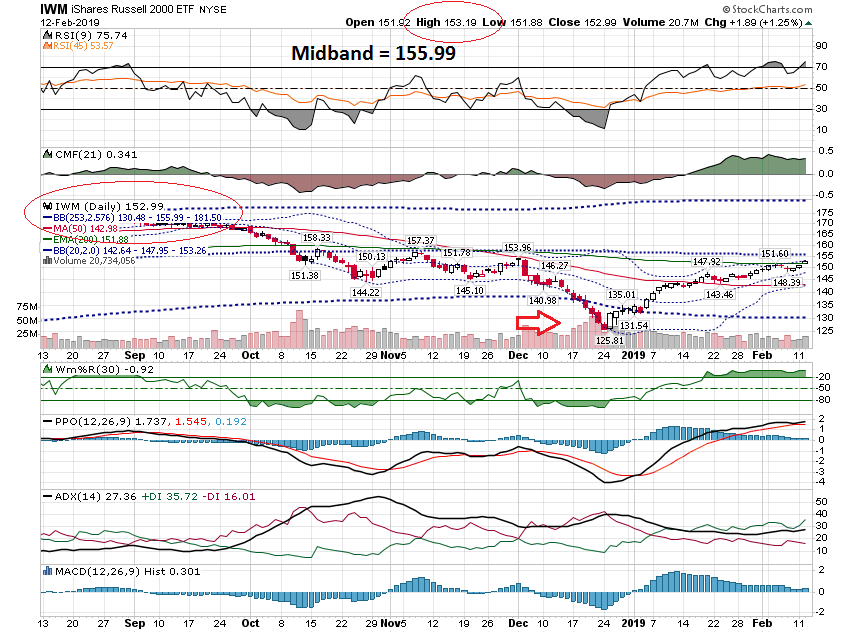 IWM iShares Russell 2000 ETF NYSE
© StockCharts.com
12-Feb-2019
Open 151.92 High 153.19 Low 151.88 Close 152.99 Volume 20.7M Chg +1.89 (+1.25%)
RSI(9) 75.74
RSI(45) 53.57
Midband = 155.99
90
70
50
30
10
CMF(21) 0.341
0.5
0.0
-0.5
IWM (Daily) 152.99
BB(253,2.576) 130.48 - 155.99 - 181.50
MA(50) 142.98
EMA(200) 151.88
BB(20,2.0) 142.64 - 147.95 - 153.26
Volume 20,734,056
175
170
165
160
155
150
145
135
130
125
75M
50M
25M
151.38
158.33
144.22
150.13
157.37
145.10
151.78
153.96
140.98
146.27
125.81
135.01
131.54
147.92
143.46
151.60
148.39
13 20 27 Sep 10 17 24 Oct 8 15 22 29 Nov 5 12 19 26 Dec 10 17 24 2019 7 14 22 28 Feb 11
Wm%R(30) -0.92
-20
-50
-80
PPO(12,26,9) 1.737, 1.545, 0.192
2
1
0
-1
-2
-3
-4
ADX(14) 27.36 +DI 35.72 -DI 16.01
50
40
30
20
10
MACD(12,26,9) Hist 0.301
2
0
-2
13 20 27 Sep 10 17 24 Oct 8 15 22 29 Nov 5 12 19 26 Dec 10 17 24 2019 7 14 22 28 Feb 11